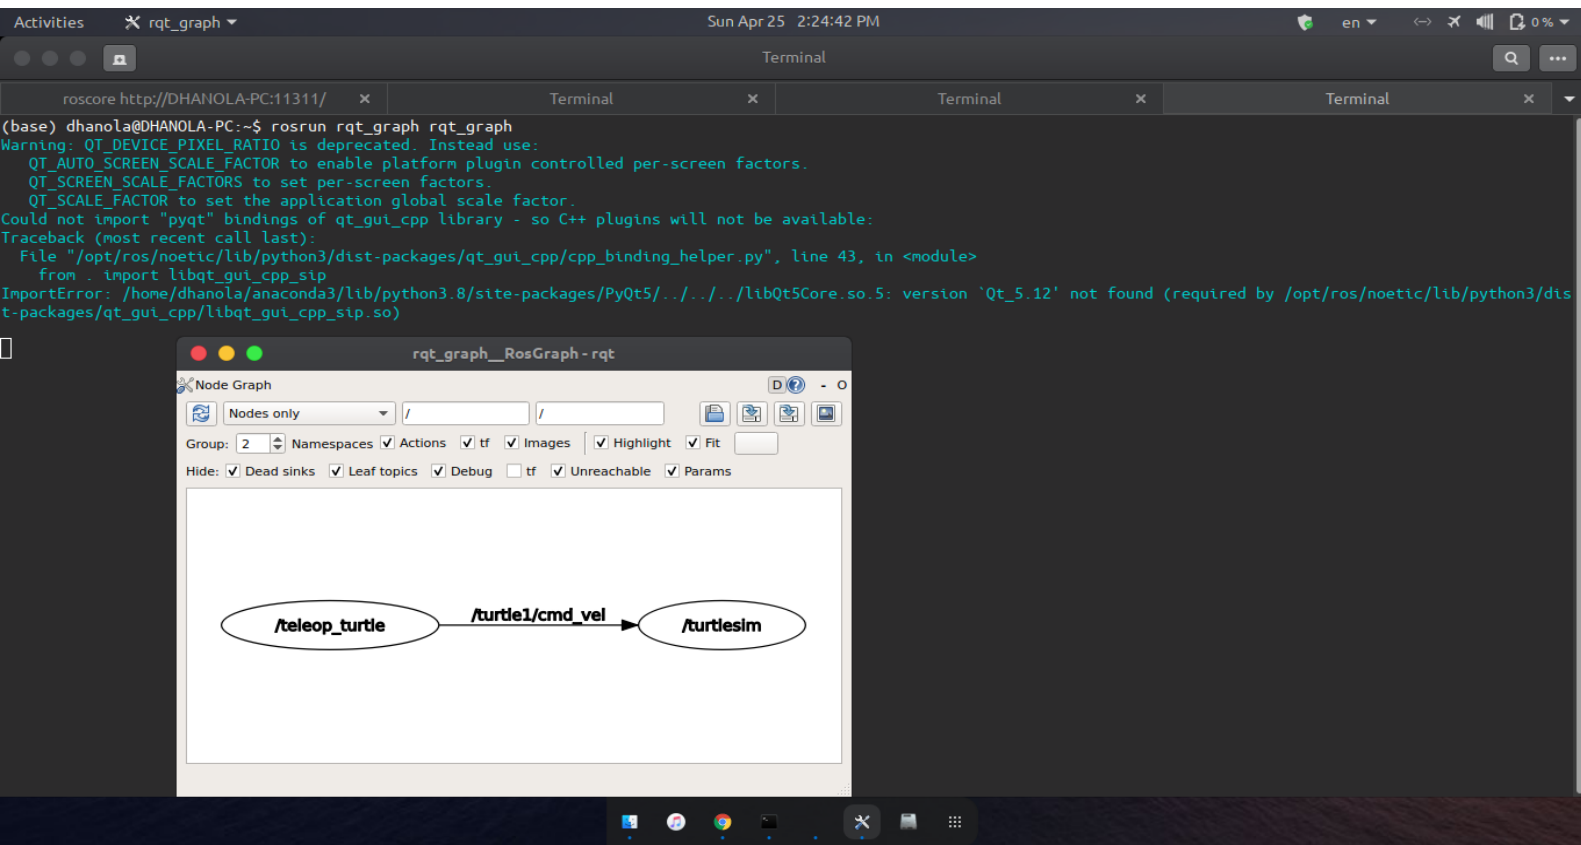 Activities rqt_graph Sun Apr 25 2:24:42 PM en 0 %
Terminal
roscore http://DHANOLA-PC:11311/ Terminal Terminal Terminal
(base) dhanola@DHANOLA-PC:~$ rosrun rqt_graph rqt_graph
Warning: QT_DEVICE_PIXEL_RATIO is deprecated. Instead use:
QT_AUTO_SCREEN_SCALE_FACTOR to enable platform plugin controlled per-screen factors.
QT_SCREEN_SCALE_FACTORS to set per-screen factors.
QT_SCALE_FACTOR to set the application global scale factor.
Could not import "pyqt" bindings of qt_gui_cpp library - so C++ plugins will not be available:
Traceback (most recent call last):
File "/opt/ros/noetic/lib/python3/dist-packages/qt_gui_cpp/cpp_binding_helper.py", line 43, in <module>
from . import libqt_gui_cpp_sip
ImportError: /home/dhanola/anaconda3/lib/python3.8/site-packages/PyQt5/../../../libQt5Core.so.5: version `Qt_5.12' not found (required by /opt/ros/noetic/lib/python3/dis
t-packages/qt_gui_cpp/libqt_gui_cpp_sip.so)
rqt_graph__RosGraph - rqt
Node Graph D ? - O
Nodes only / /
Group: 2 Namespaces Actions tf Images Highlight Fit
Hide: Dead sinks Leaf topics Debug tf Unreachable Params
/turtle1/cmd_vel
/teleop_turtle /turtlesim